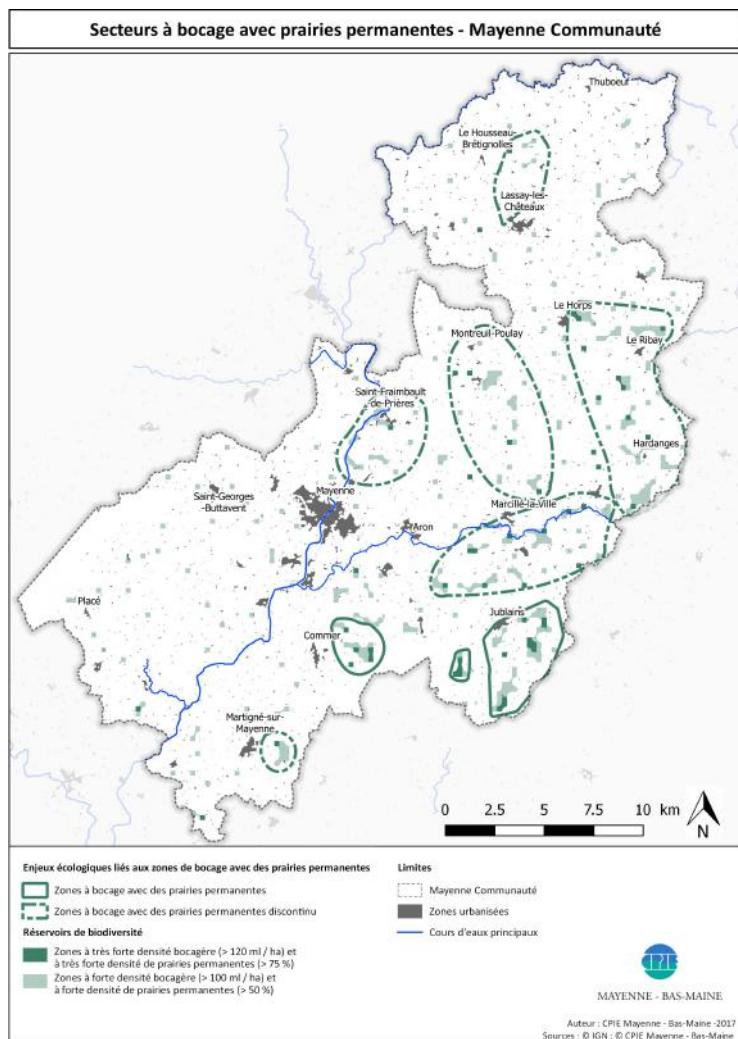 Secteurs à bocage avec prairies permanentes - Mayenne Communauté
Thuboeuf
Le Housseau-
Brétignolles
Lassay-les-
Châteaux
Le Horps
Montreuil-Poulay
Le Ribay
Saint-Fraimbault
de-Prières
Hardanges
Saint-Georges
-Buttavent
Mayenne
Marcillé-la-Ville
Aron
Placé
Jublains
Commer
Martigné-sur-
Mayenne
0 2.5 5 7.5 10 km
N
Enjeux écologiques liés aux zones de bocage avec des prairies permanentes
Zones à bocage avec des prairies permanentes
Zones à bocage avec des prairies permanentes discontinu
Réservoirs de biodiversité
Zones à très forte densité bocagère (> 120 ml / ha) et
à très forte densité de prairies permanentes (> 75 %)
Zones à forte densité bocagère (> 100 ml / ha) et
à forte densité de prairies permanentes (> 50 %)
Limites
Mayenne Communauté
Zones urbanisées
Cours d'eaux principaux
CPIE
MAYENNE - BAS-MAINE
Auteur : CPIE Mayenne - Bas-Maine -2017
Sources : © IGN : © CPIE Mayenne - Bas-Maine